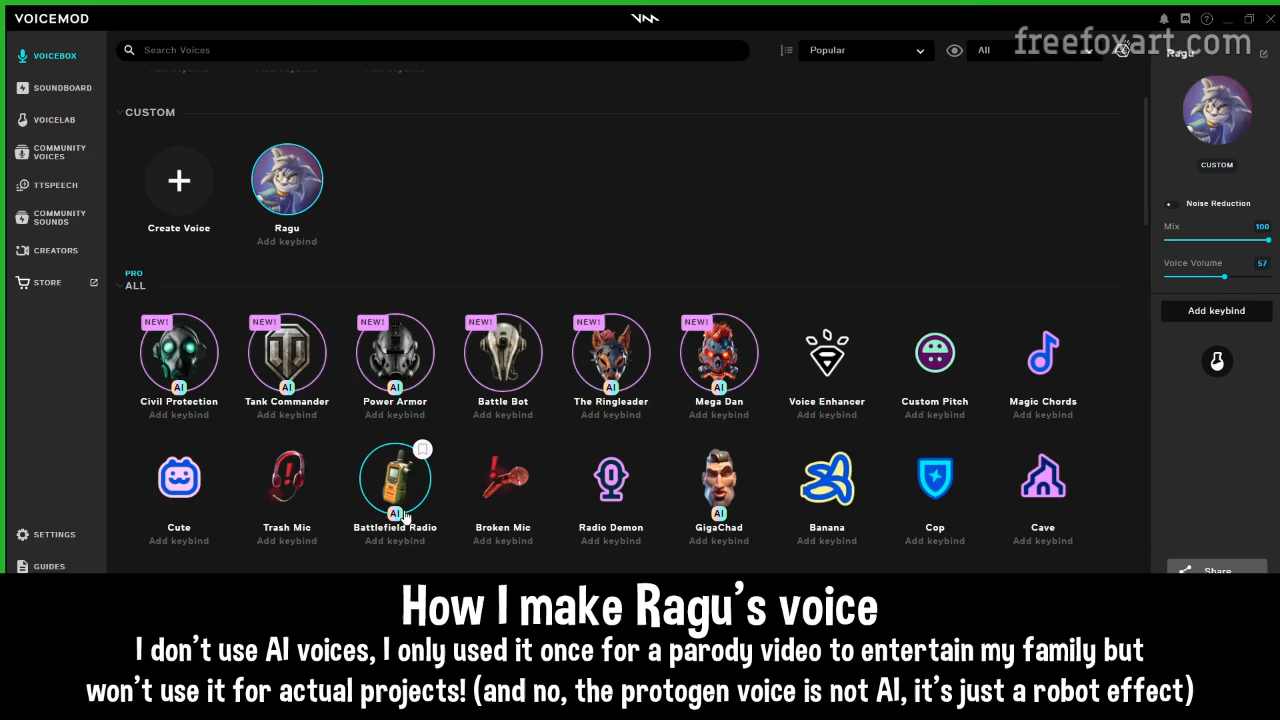 VOICEMOD
freefoxart.com
VOICEBOX
Search Voices
Popular
All
Ragu
SOUNDBOARD
CUSTOM
VOICELAB
COMMUNITY
VOICES
CUSTOM
TTSPEECH
Noise Reduction
COMMUNITY
SOUNDS
Create Voice
Ragu
Add keybind
Mix
100
CREATORS
Voice Volume
57
PRO
ALL
STORE
Add keybind
NEW!
NEW!
NEW!
NEW!
NEW!
NEW!
AI
AI
AI
AI
AI
Civil Protection
Tank Commander
Power Armor
Battle Bot
The Ringleader
Mega Dan
Voice Enhancer
Custom Pitch
Magic Chords
Add keybind
Add keybind
Add keybind
Add keybind
Add keybind
Add keybind
Add keybind
Add keybind
Add keybind
AI
AI
Cute
Trash Mic
Battlefield Radio
Broken Mic
Radio Demon
GigaChad
Banana
Cop
Cave
Add keybind
Add keybind
Add keybind
Add keybind
Add keybind
Add keybind
Add keybind
Add keybind
Add keybind
SETTINGS
GUIDES
Share
How I make Ragu's voice
I don't use AI voices, I only used it once for a parody video to entertain my family but
won't use it for actual projects! (and no, the protogen voice is not AI, it's just a robot effect)